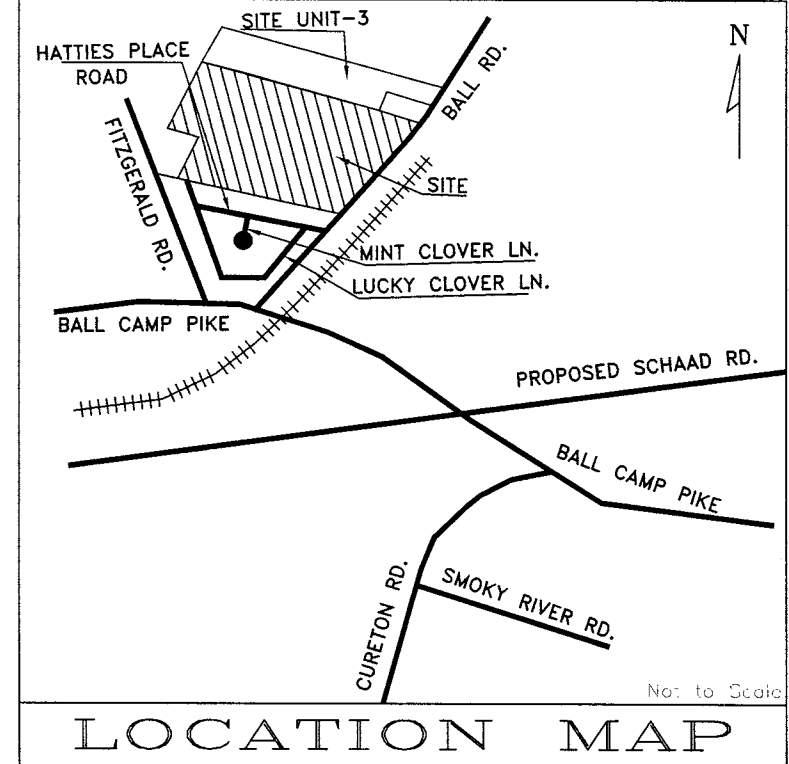 SITE UNIT-3
HATTIES PLACE
ROAD
BALL RD.
N
FITZGERALD RD.
SITE
MINT CLOVER LN.
LUCKY CLOVER LN.
BALL CAMP PIKE
PROPOSED SCHAAD RD.
BALL CAMP PIKE
CURETON RD.
SMOKY RIVER RD.
Not to Scale
LOCATION MAP